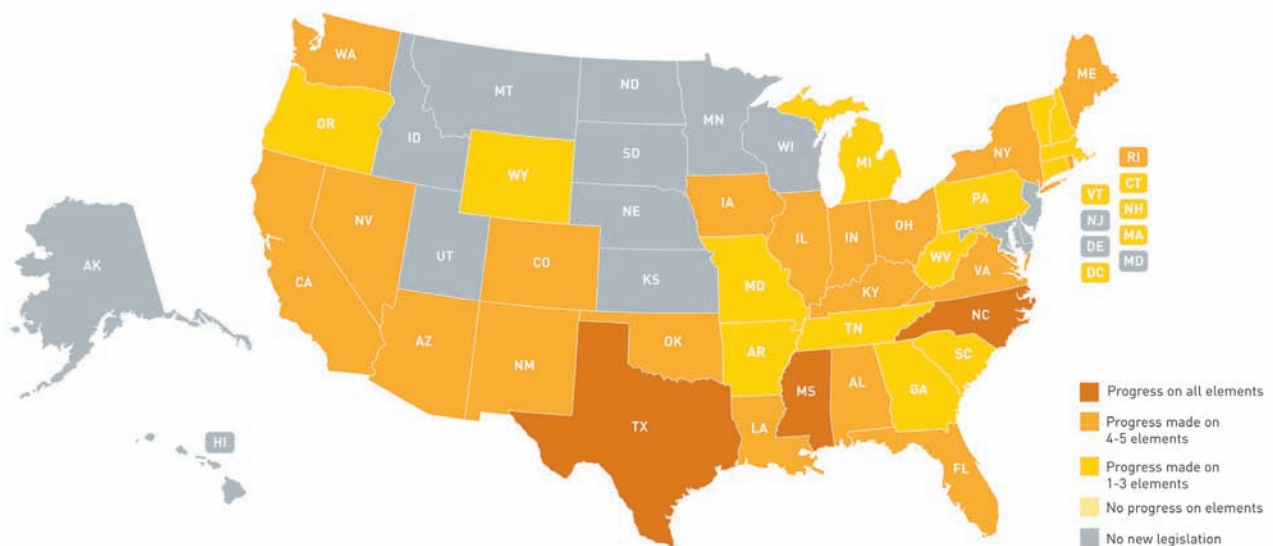 WA
ME
MT
ND
MN
OR
ID
WI
SD
MI
NY
RI
WY
CT
VT
PA
NH
IA
NE
NJ
OH
MA
NV
IL
IN
DE
MD
UT
CO
WV
AK
KS
VA
DC
CA
MO
KY
NC
TN
AZ
OK
NM
AR
SC
MS
AL
GA
Progress on all elements
TX
LA
Progress made on
4-5 elements
HI
FL
Progress made on
1-3 elements
No progress on elements
No new legislation